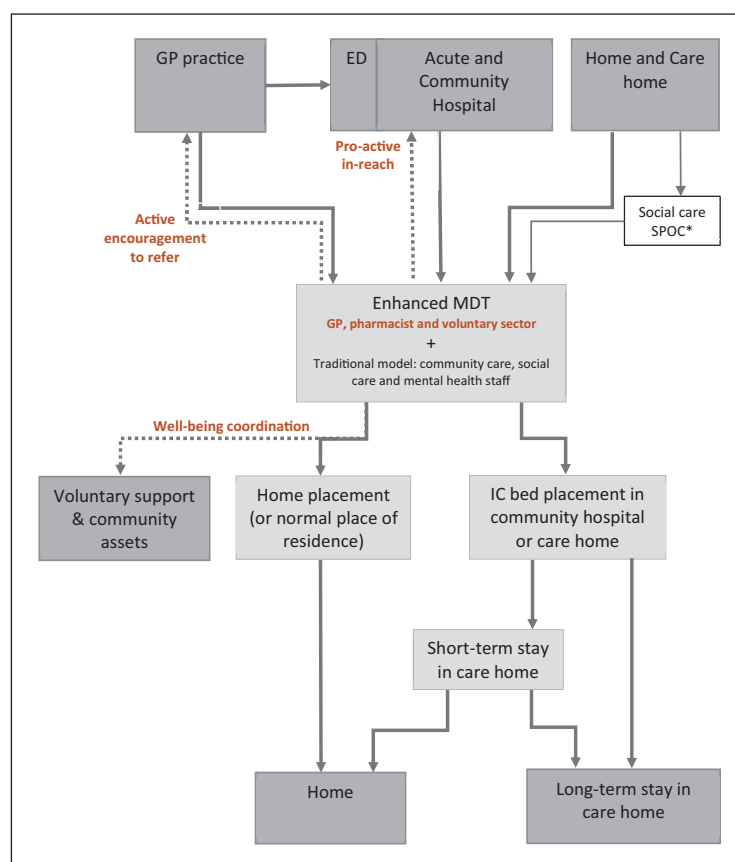 GP practice
ED
Acute and
Community
Hospital
Home and Care
home
Pro-active
in-reach
Active
encouragement
to refer
Social care
SPOC*
Enhanced MDT
GP, pharmacist and voluntary sector
+
Traditional model: community care, social
care and mental health staff
Well-being coordination
Voluntary support
& community
assets
Home placement
(or normal place of
residence)
IC bed placement in
community hospital
or care home
Short-term stay
in care home
Home
Long-term stay in
care home